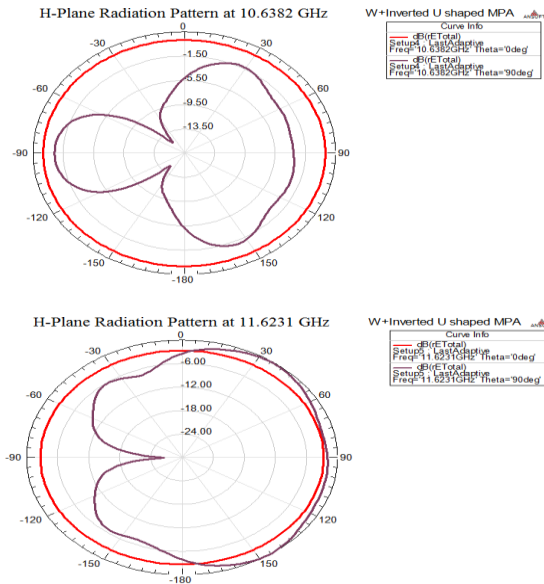 H-Plane Radiation Pattern at 10.6382 GHz
W+Inverted U shaped MPA
ANSOFT
Curve Info
dB(rETotal)
Setup4 : LastAdaptive
Freq='10.6382GHz' Theta='0deg'
dB(rETotal)
Setup4 : LastAdaptive
Freq='10.6382GHz' Theta='90deg'
0
-30
30
-1.50
-5.50
-60
60
-9.50
-13.50
-90
90
-120
120
-150
150
-180
H-Plane Radiation Pattern at 11.6231 GHz
W+Inverted U shaped MPA
Curve Info
dB(rETotal)
Setup5 : LastAdaptive
Freq='11.6231GHz' Theta='0deg'
dB(rETotal)
Setup5 : LastAdaptive
Freq='11.6231GHz' Theta='90deg'
0
-30
30
-6.00
-60
60
-12.00
-18.00
-24.00
-90
90
-120
120
-150
150
-180